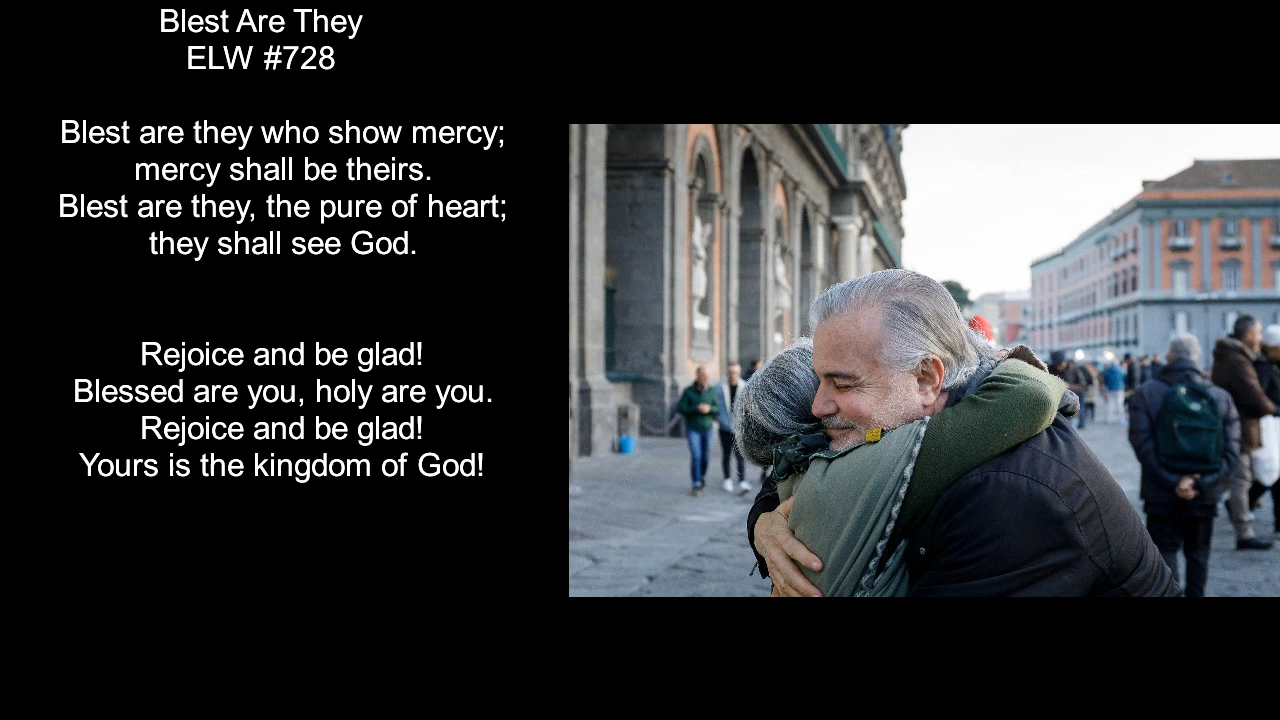 Blest Are They
ELW #728
Blest are they who show mercy;
mercy shall be theirs.
Blest are they, the pure of heart;
they shall see God.
Rejoice and be glad!
Blessed are you, holy are you.
Rejoice and be glad!
Yours is the kingdom of God!